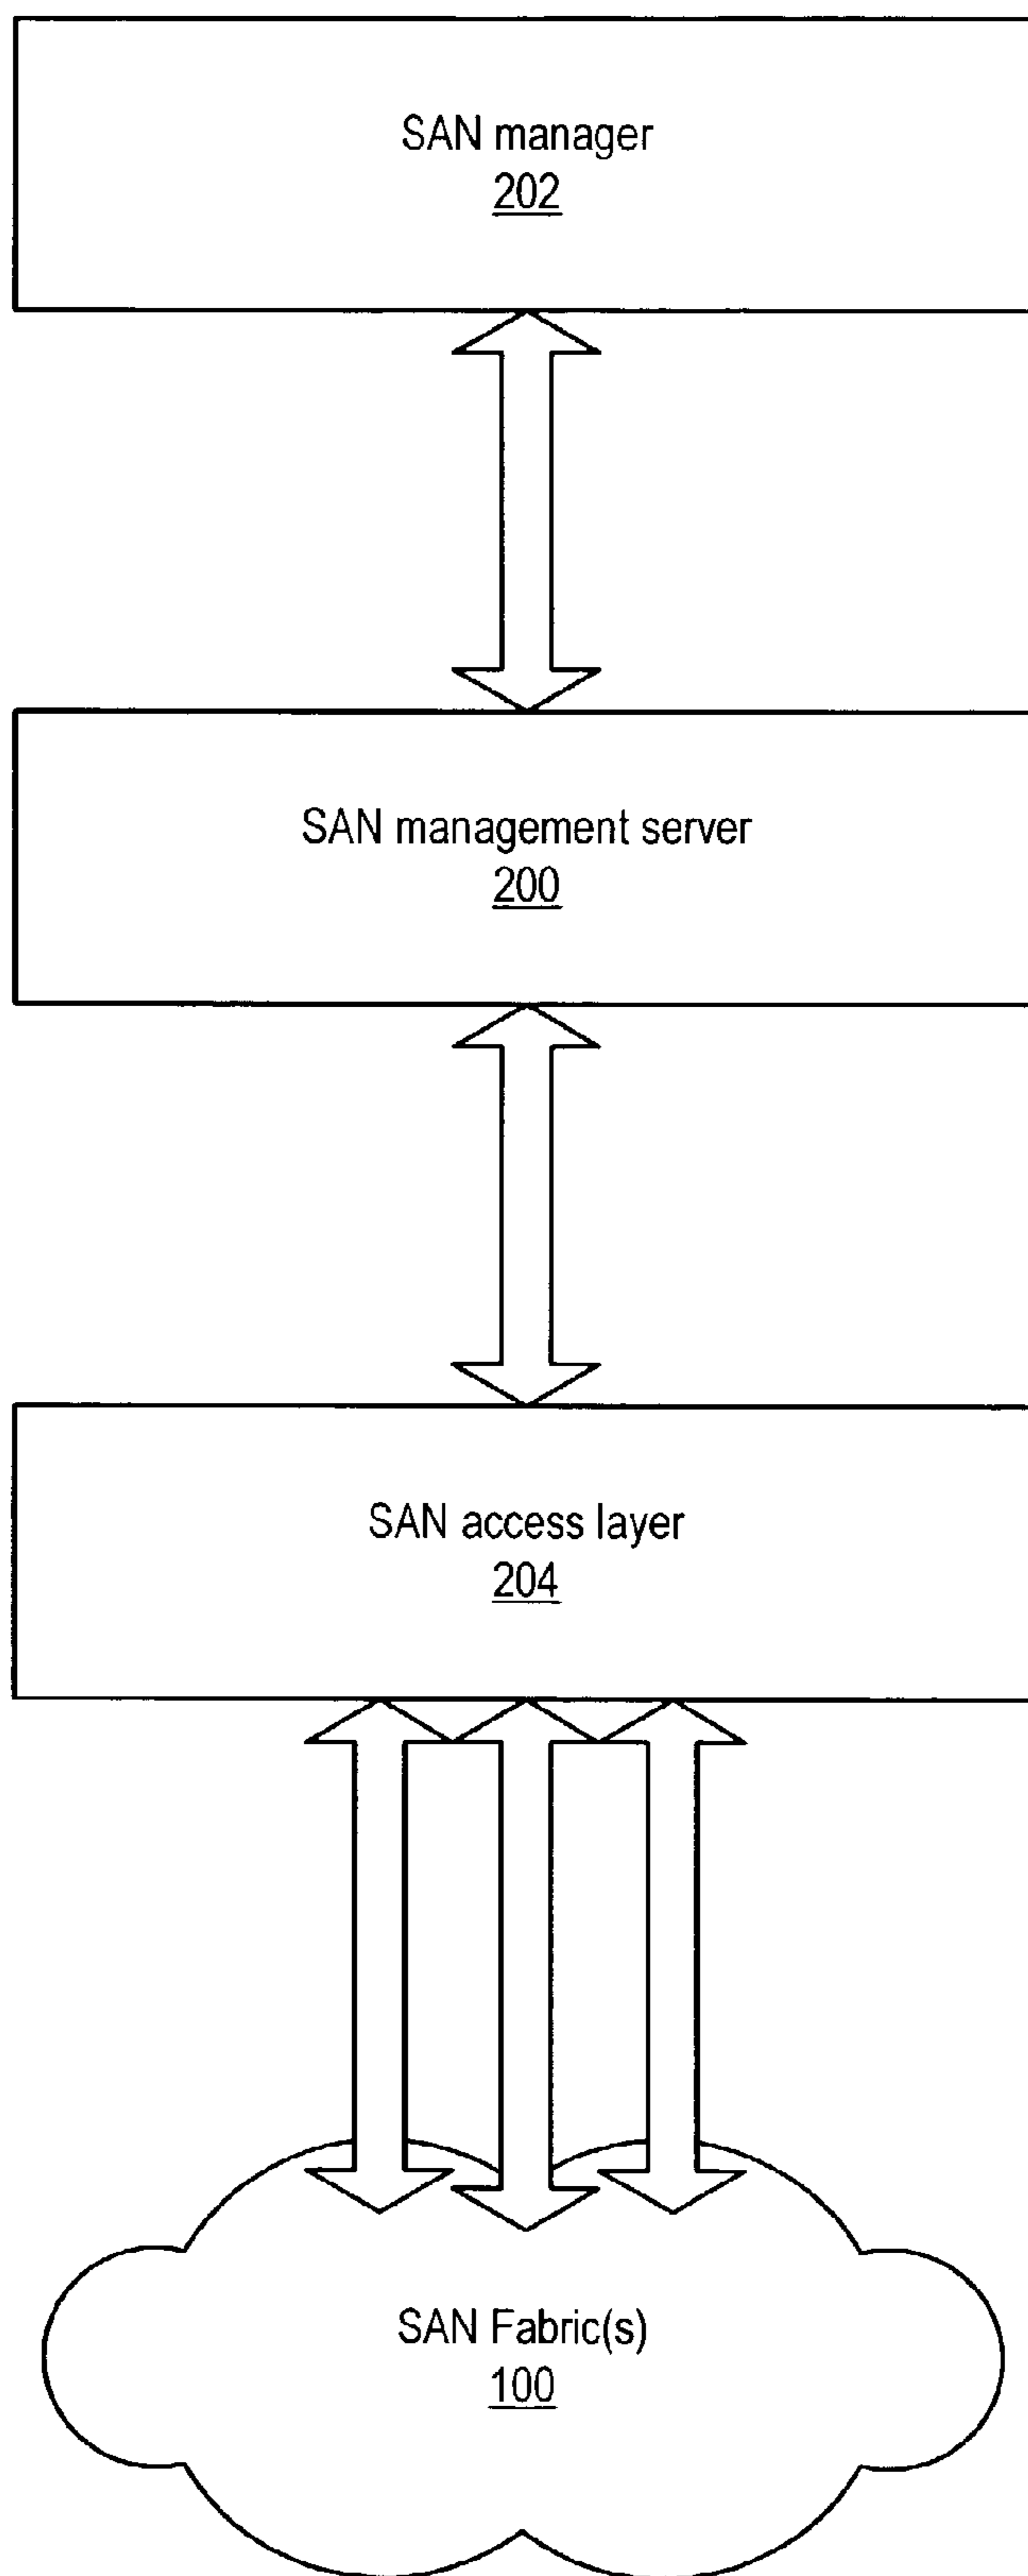 SAN manager
202
SAN management server
200
SAN access layer
204
SAN Fabric(s)
100